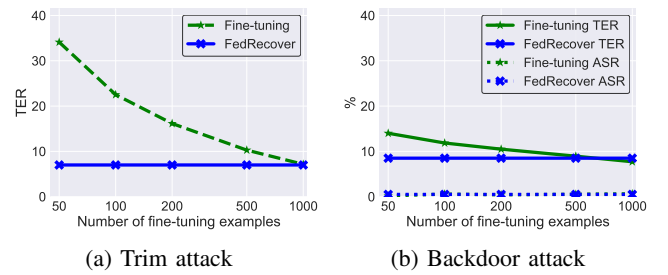 40
30
20
10
0
TER
50 100 200 500 1000
Number of fine-tuning examples
Fine-tuning
FedRecover
(a) Trim attack
40
30
20
10
0
%
50 100 200 500 1000
Number of fine-tuning examples
Fine-tuning TER
FedRecover TER
Fine-tuning ASR
FedRecover ASR
(b) Backdoor attack